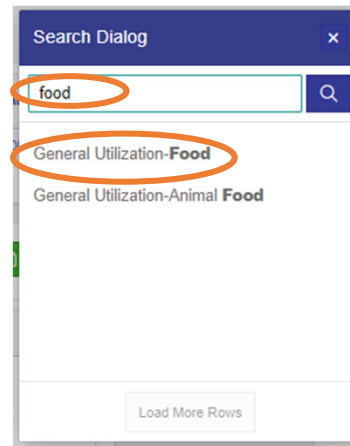 Search Dialog
food
General Utilization-Food
General Utilization-Animal Food
Load More Rows